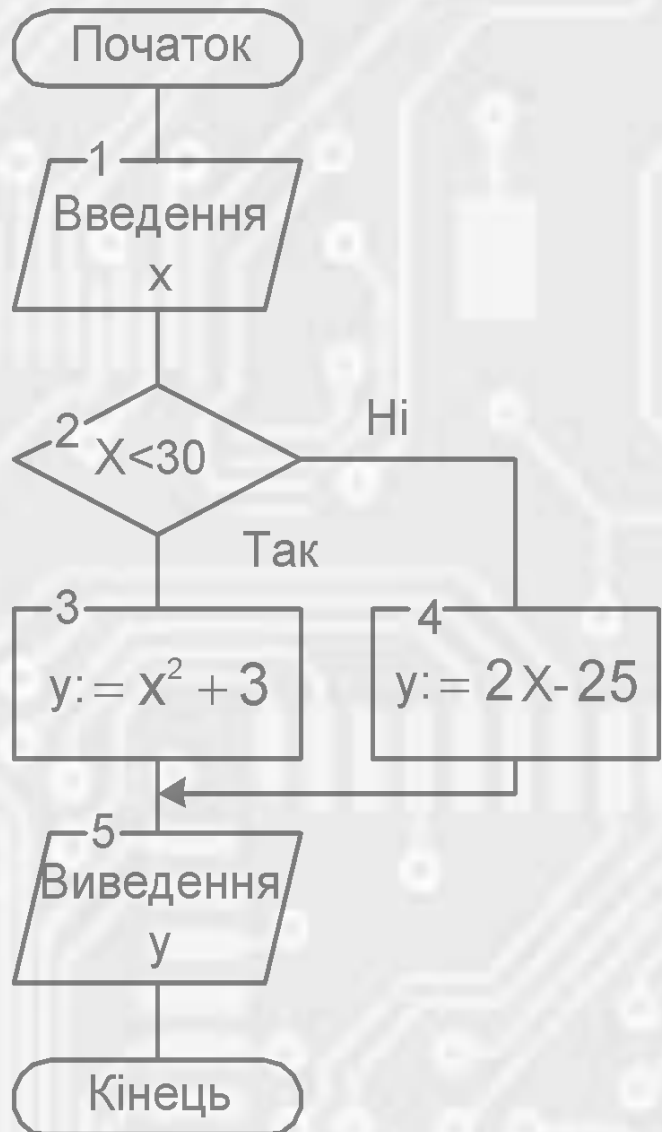 Початок
1
Введення
x
2
X<30
Ні
Так
3
y:= x² + 3
4
y:= 2X-25
5
Виведення
y
Кінець